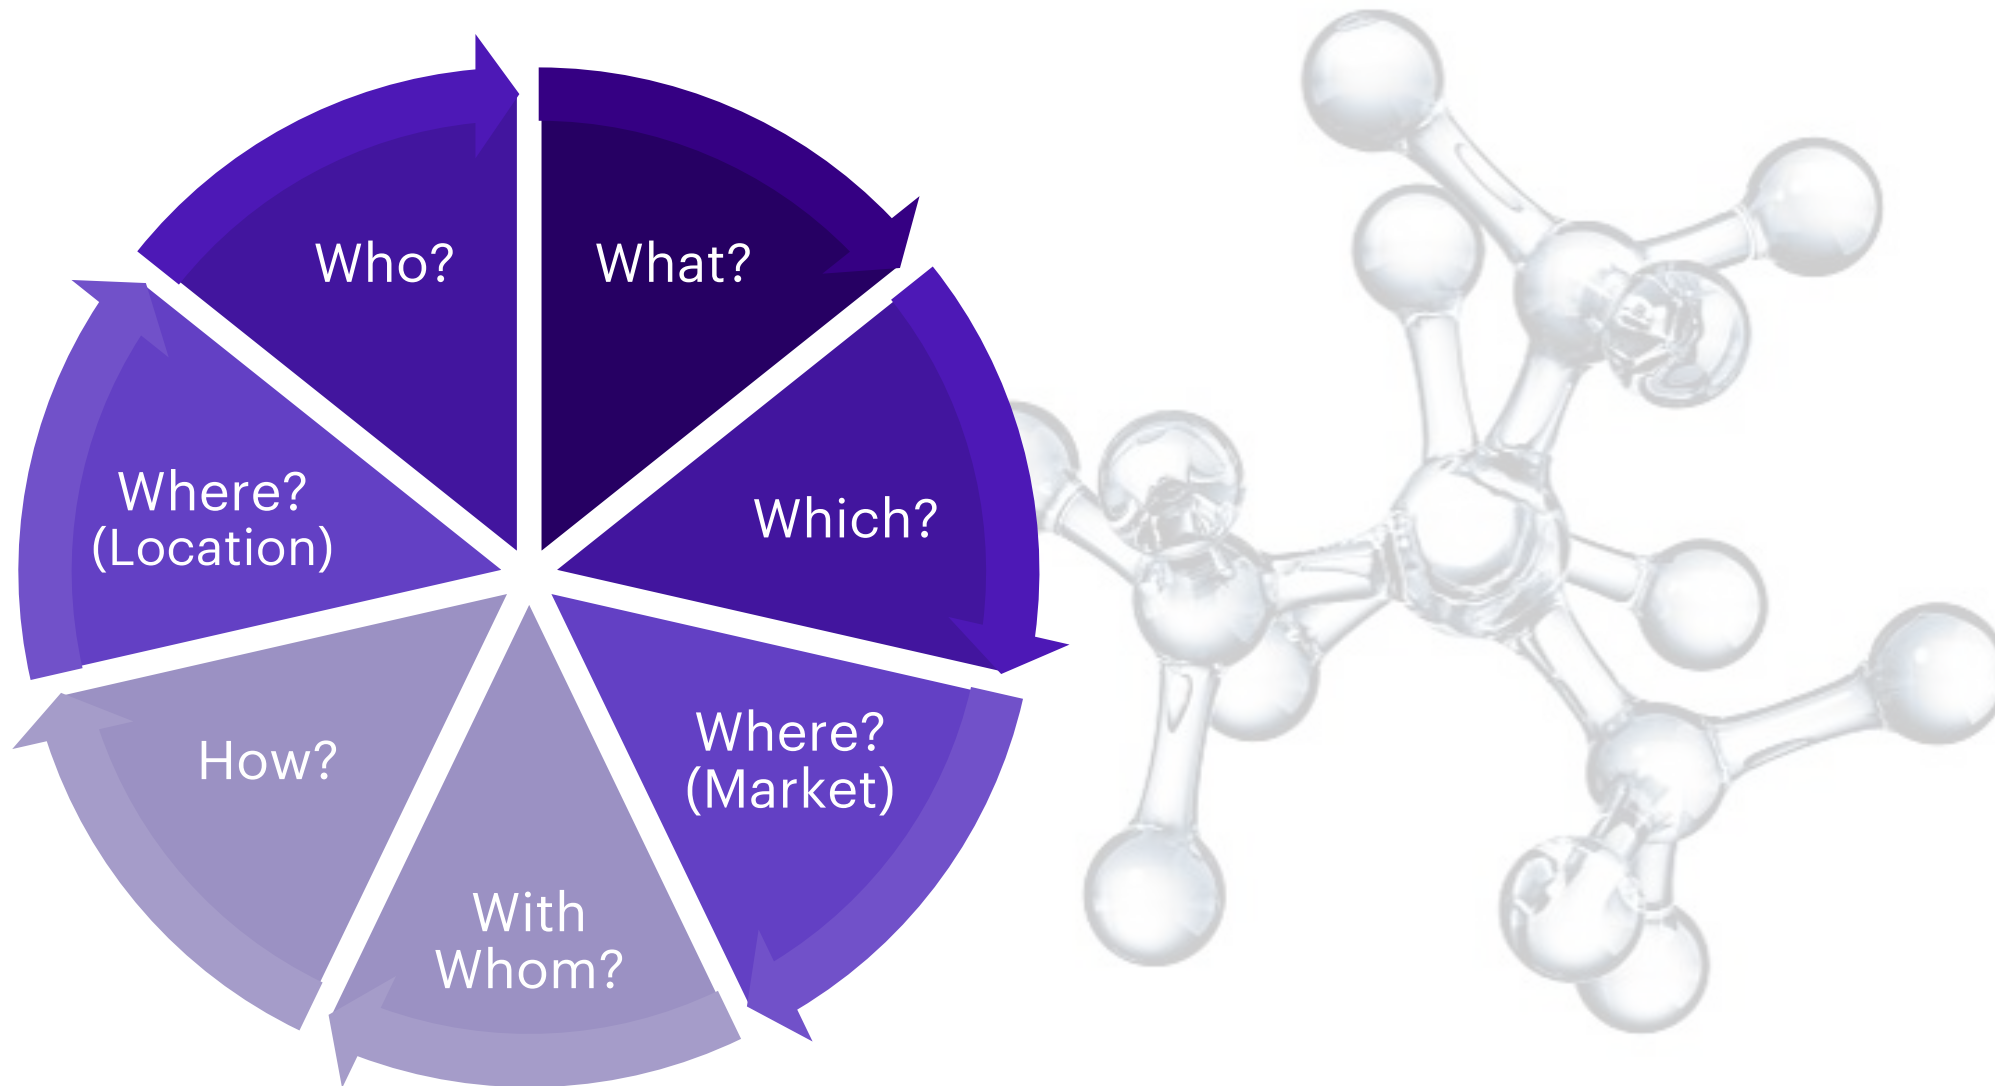 Who?
What?
Which?
Where?
(Market)
With
Whom?
How?
Where?
(Location)